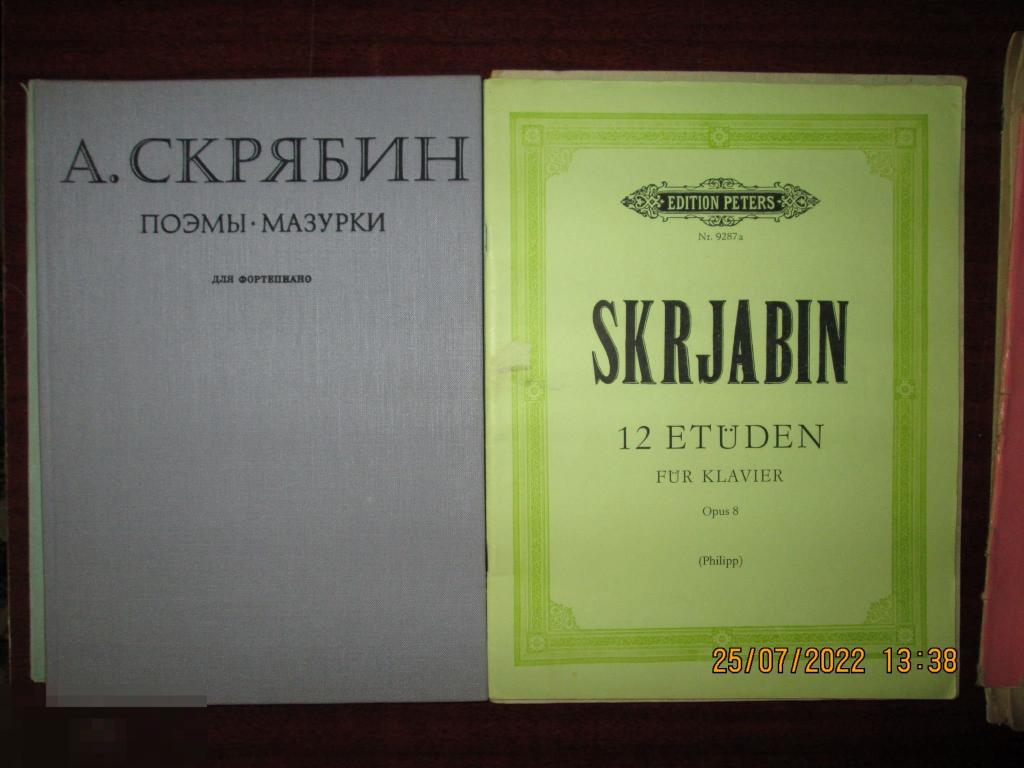 А. СКРЯБИН
ПОЭМЫ · МАЗУРКИ
ДЛЯ ФОРТЕПИАНО
EDITION PETERS
Nr. 9287a
SKRJABIN
12 ETÜDEN
FÜR KLAVIER
Opus 8
(Philipp)
25/07/2022 13:38